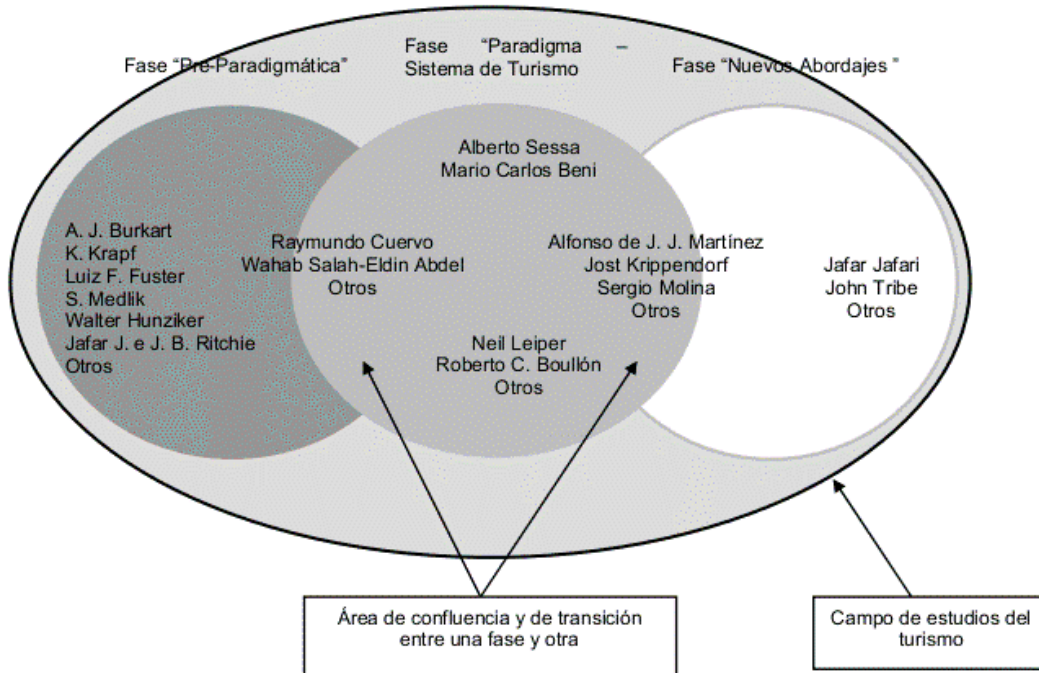 Fase "Pre-Paradigmática"
Fase "Paradigma –
Sistema de Turismo
Fase "Nuevos Abordajes "
Alberto Sessa
Mario Carlos Beni
A. J. Burkart
K. Krapf
Luiz F. Fuster
S. Medlik
Walter Hunziker
Jafar J. e J. B. Ritchie
Otros
Raymundo Cuervo
Wahab Salah-Eldin Abdel
Otros
Alfonso de J. J. Martínez
Jost Krippendorf
Sergio Molina
Otros
Jafar Jafari
John Tribe
Otros
Neil Leiper
Roberto C. Boullón
Otros
Área de confluencia y de transición
entre una fase y otra
Campo de estudios del
turismo